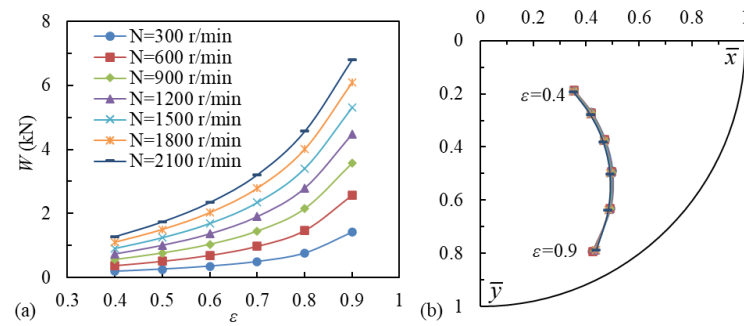 8
6
4
2
0
W (kN)
N=300 r/min
N=600 r/min
N=900 r/min
N=1200 r/min
N=1500 r/min
N=1800 r/min
N=2100 r/min
0.3 0.4 0.5 0.6 0.7 0.8 0.9 1
(a)
ε
0 0.2 0.4 0.6 0.8 1
x̅
0
0.2
0.4
0.6
0.8
1
ε=0.4
ε=0.9
y̅
(b)